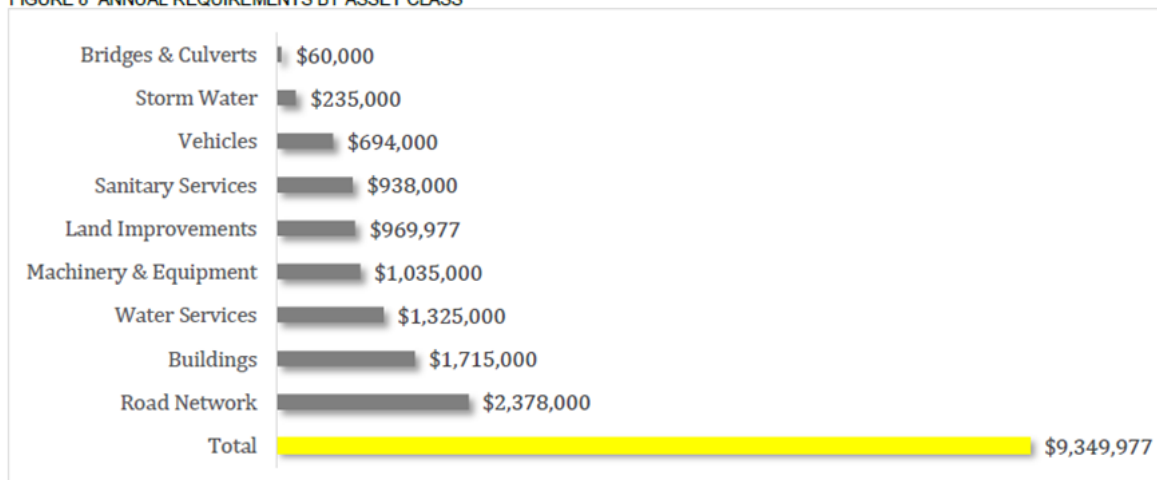 FIGURE 6 ANNUAL REQUIREMENTS BY ASSET CLASS
Bridges & Culverts $60,000
Storm Water $235,000
Vehicles $694,000
Sanitary Services $938,000
Land Improvements $969,977
Machinery & Equipment $1,035,000
Water Services $1,325,000
Buildings $1,715,000
Road Network $2,378,000
Total $9,349,977